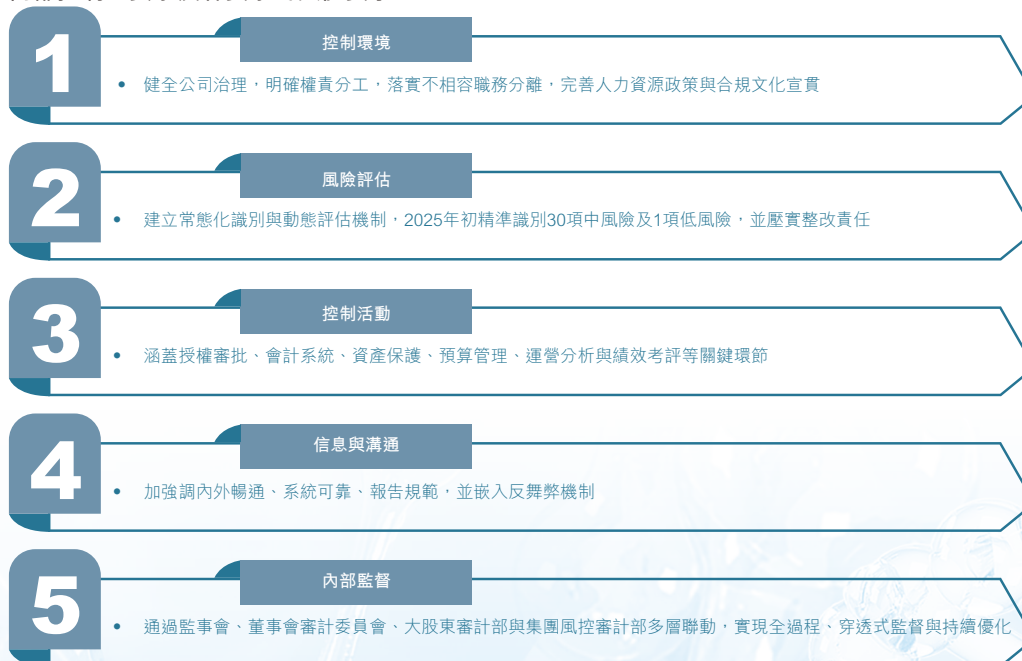 1
控制環境
• 健全公司治理，明確權責分工，落實不相容職務分離，完善人力資源政策與合規文化宣貫
2
風險評估
• 建立常態化識別與動態評估機制，2025年初精準識別30項中風險及1項低風險，並壓實整改責任
3
控制活動
• 涵蓋授權審批、會計系統、資產保護、預算管理、運營分析與績效考評等關鍵環節
4
信息與溝通
• 加強調內外暢通、系統可靠、報告規範，並嵌入反舞弊機制
5
內部監督
• 通過監事會、董事會審計委員會、大股東審計部與集團風控審計部多層聯動，實現全過程、穿透式監督與持續優化